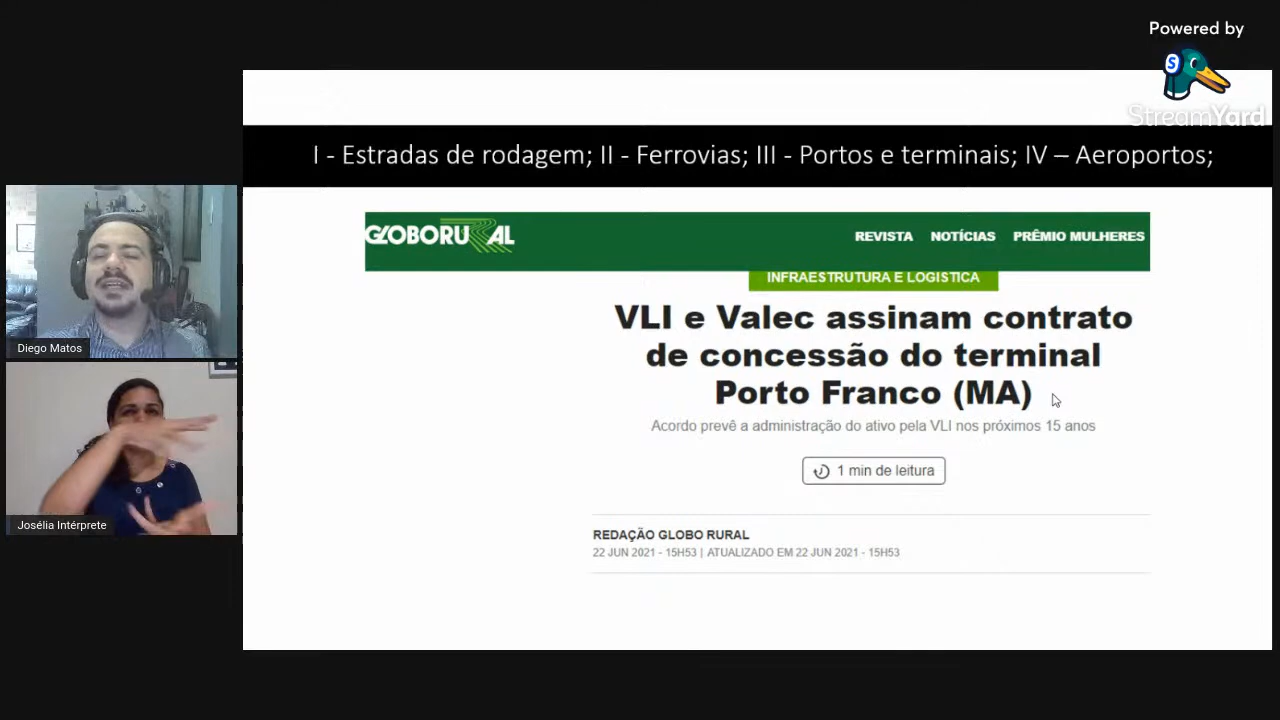 Powered by
StreamYard
I - Estradas de rodagem; II - Ferrovias; III - Portos e terminais; IV – Aeroportos;
GLOBO RURAL
REVISTA NOTÍCIAS PRÊMIO MULHERES
INFRAESTRUTURA E LOGÍSTICA
VLI e Valec assinam contrato
de concessão do terminal
Porto Franco (MA)
Acordo prevê a administração do ativo pela VLI nos próximos 15 anos
1 min de leitura
REDAÇÃO GLOBO RURAL
22 JUN 2021 - 15H53 | ATUALIZADO EM 22 JUN 2021 - 15H53
Diego Matos
Josélia Intérprete